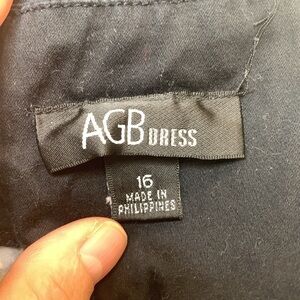 AGB DRESS
16
MADE IN
PHILIPPINES